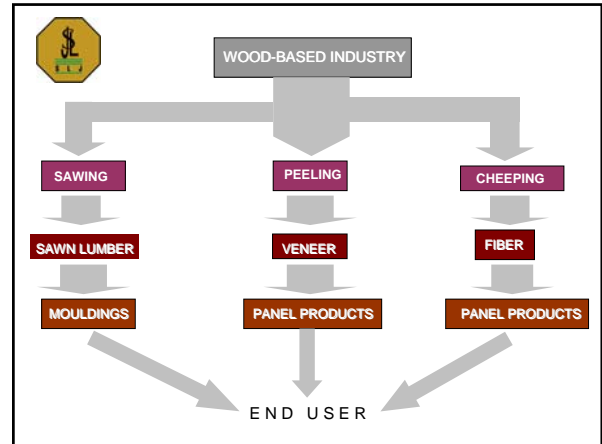 WOOD-BASED INDUSTRY
SAWING
PEELING
CHEEPING
SAWN LUMBER
VENEER
FIBER
MOULDINGS
PANEL PRODUCTS
PANEL PRODUCTS
END USER